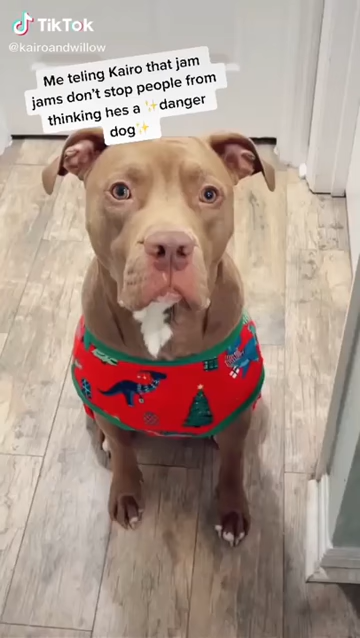 TikTok
@kairoandwillow
Me teling Kairo that jam
jams don't stop people from
thinking hes a ✨danger
dog✨